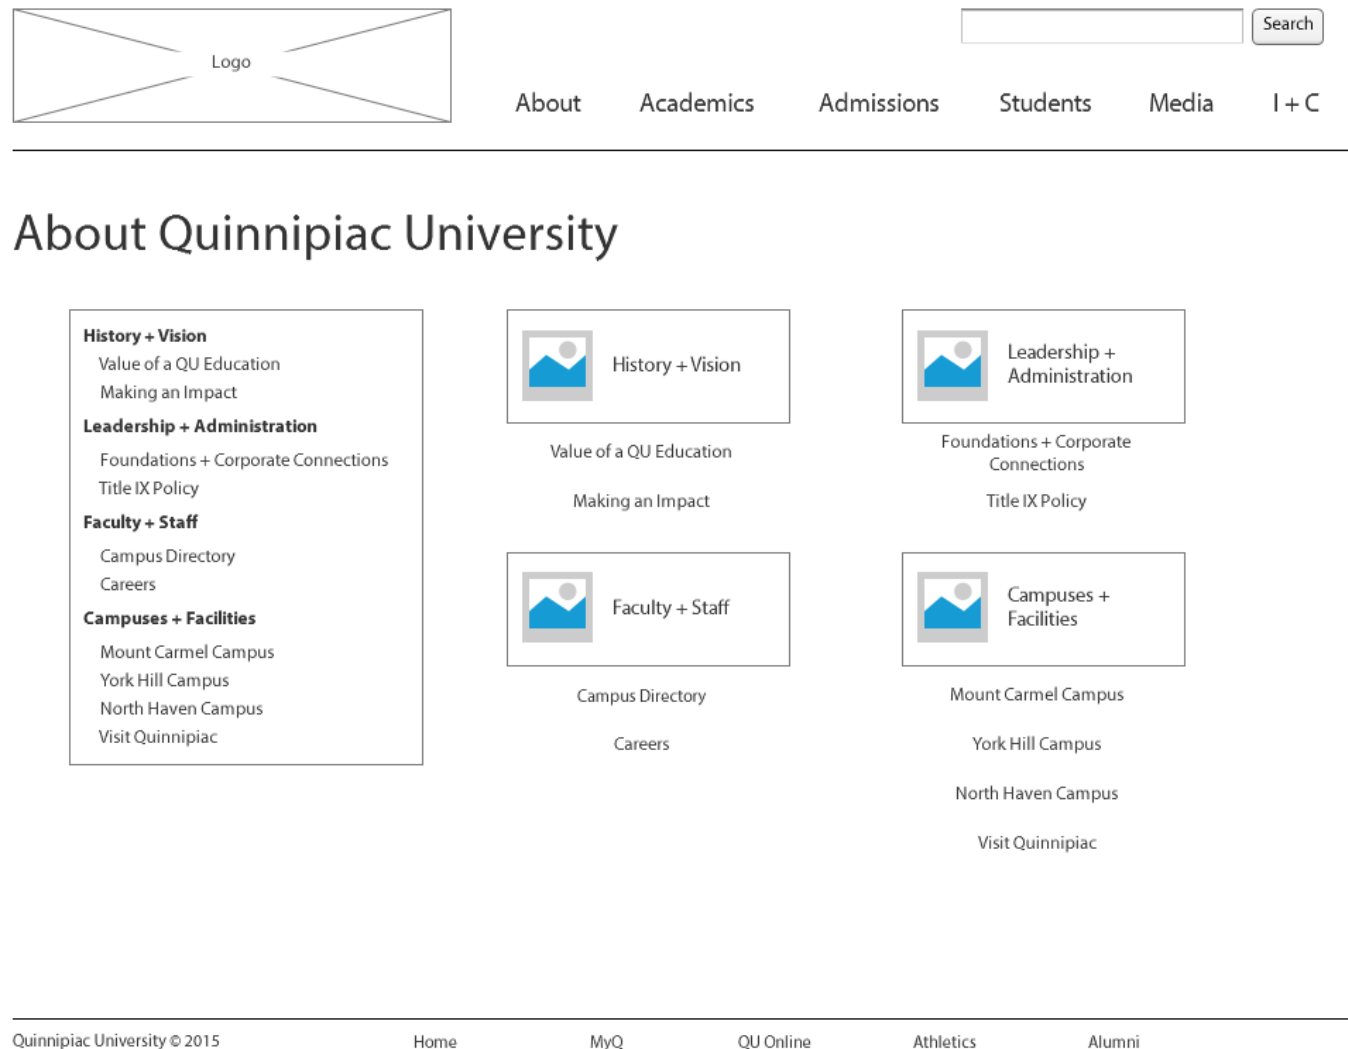 Logo
Search
About Academics Admissions Students Media I + C
About Quinnipiac University
History + Vision
Value of a QU Education
Making an Impact
Leadership + Administration
Foundations + Corporate Connections
Title IX Policy
Faculty + Staff
Campus Directory
Careers
Campuses + Facilities
Mount Carmel Campus
York Hill Campus
North Haven Campus
Visit Quinnipiac
History + Vision
Value of a QU Education
Making an Impact
Leadership +
Administration
Foundations + Corporate
Connections
Title IX Policy
Faculty + Staff
Campus Directory
Careers
Campuses +
Facilities
Mount Carmel Campus
York Hill Campus
North Haven Campus
Visit Quinnipiac
Quinnipiac University © 2015 Home MyQ QU Online Athletics Alumni